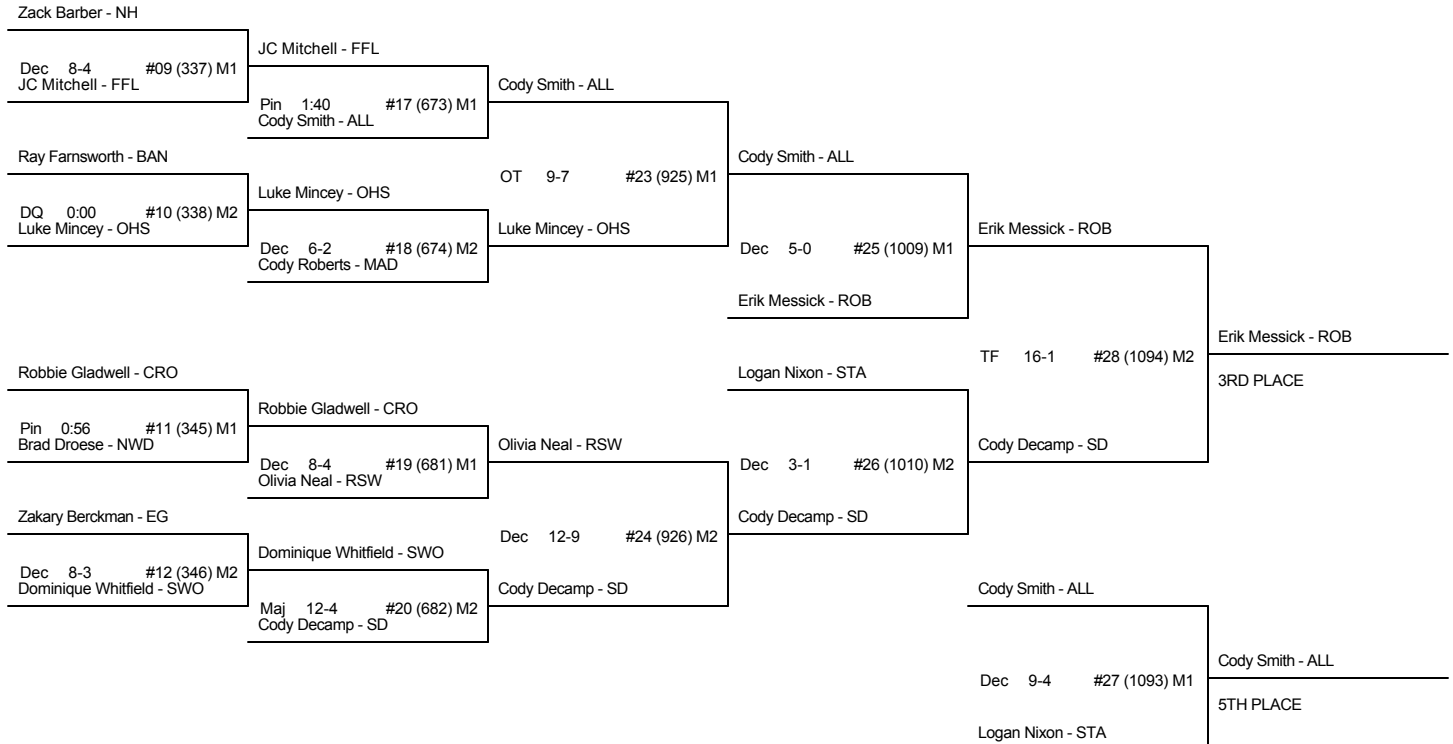 Zack Barber - NH
JC Mitchell - FFL
Dec 8-4 #09 (337) M1
JC Mitchell - FFL
Cody Smith - ALL
Pin 1:40 #17 (673) M1
Cody Smith - ALL
Ray Farnsworth - BAN
Cody Smith - ALL
OT 9-7 #23 (925) M1
Luke Mincey - OHS
DQ 0:00 #10 (338) M2
Luke Mincey - OHS
Luke Mincey - OHS
Erik Messick - ROB
Dec 6-2 #18 (674) M2
Cody Roberts - MAD
Dec 5-0 #25 (1009) M1
Erik Messick - ROB
Erik Messick - ROB
TF 16-1 #28 (1094) M2
Robbie Gladwell - CRO
Logan Nixon - STA
3RD PLACE
Robbie Gladwell - CRO
Pin 0:56 #11 (345) M1
Brad Droese - NWD
Olivia Neal - RSW
Cody Decamp - SD
Dec 8-4 #19 (681) M1
Olivia Neal - RSW
Dec 3-1 #26 (1010) M2
Zakary Berckman - EG
Cody Decamp - SD
Dec 12-9 #24 (926) M2
Dominique Whitfield - SWO
Dec 8-3 #12 (346) M2
Dominique Whitfield - SWO
Cody Decamp - SD
Cody Smith - ALL
Maj 12-4 #20 (682) M2
Cody Decamp - SD
Cody Smith - ALL
Dec 9-4 #27 (1093) M1
5TH PLACE
Logan Nixon - STA